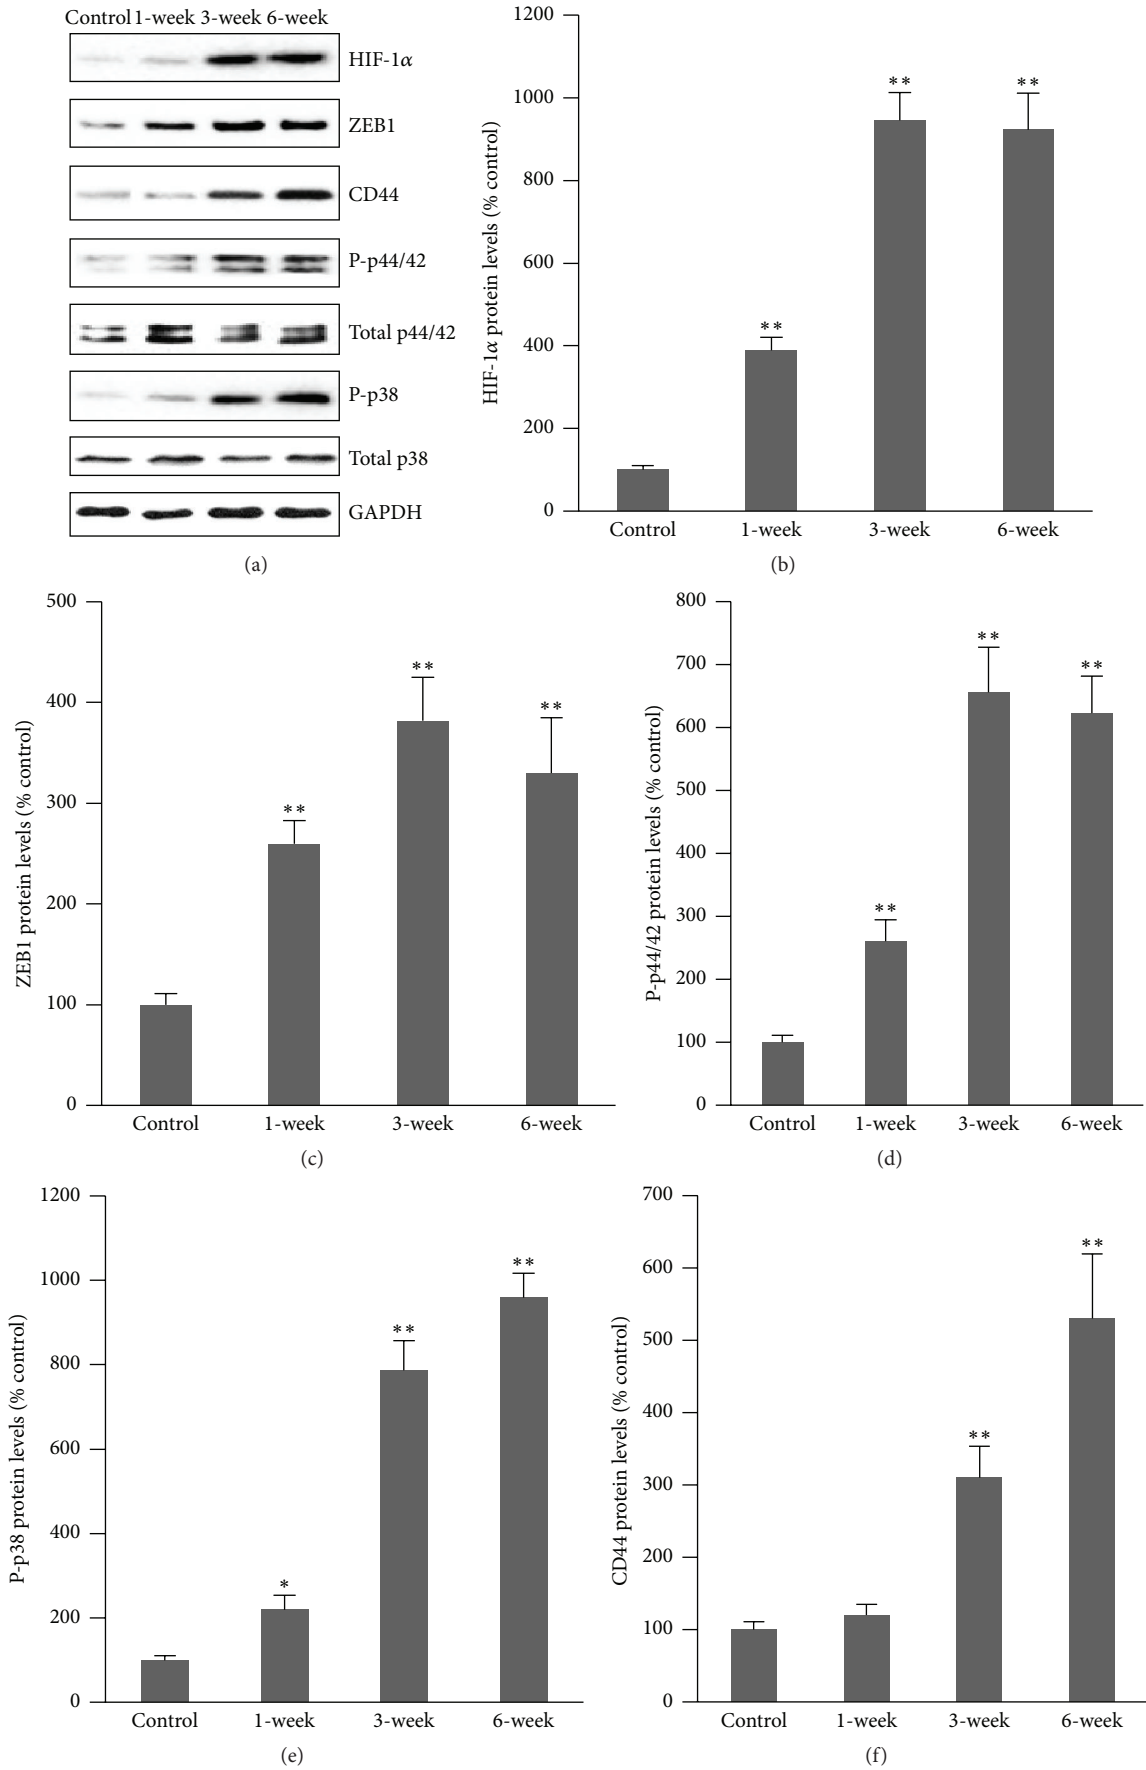 Control 1-week 3-week 6-week
HIF-1α
ZEB1
CD44
P-p44/42
Total p44/42
P-p38
Total p38
GAPDH
(a)
HIF-1α protein levels (% control)
1200
1000
800
600
400
200
0
**
**
**
Control 1-week 3-week 6-week
(b)
ZEB1 protein levels (% control)
500
400
300
200
100
0
**
**
**
Control 1-week 3-week 6-week
(c)
P-p44/42 protein levels (% control)
800
700
600
500
400
300
200
100
0
**
**
**
Control 1-week 3-week 6-week
(d)
P-p38 protein levels (% control)
1200
1000
800
600
400
200
0
*
**
**
Control 1-week 3-week 6-week
(e)
CD44 protein levels (% control)
700
600
500
400
300
200
100
0
**
**
Control 1-week 3-week 6-week
(f)